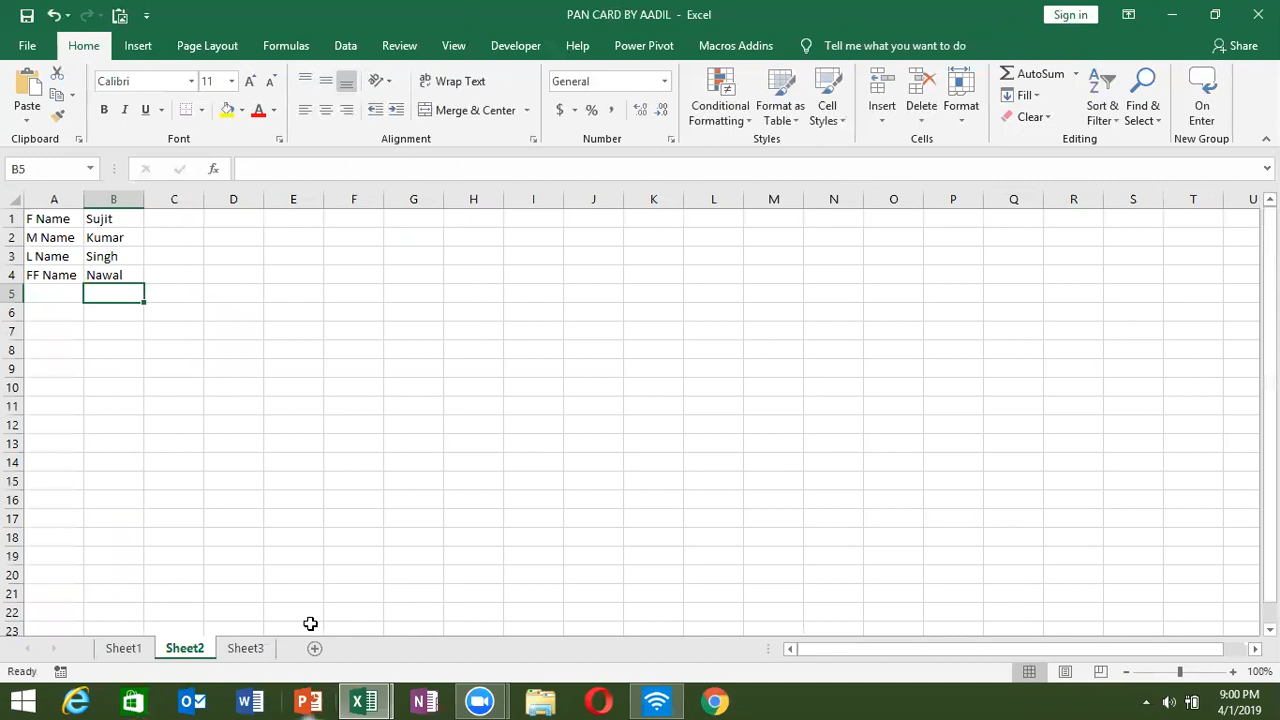 PAN CARD BY AADIL - Excel
Sign in
File Home Insert Page Layout Formulas Data Review View Developer Help Power Pivot Macros Addins Tell me what you want to do Share
Paste
Clipboard
Calibri 11
B I U
Font
Wrap Text
Merge & Center
Alignment
General
$ % ,
Number
Conditional Formatting
Format as Table
Cell Styles
Styles
Insert
Delete
Format
Cells
AutoSum
Fill
Clear
Sort & Filter
Find & Select
Editing
On Enter
New Group
B5 fx
A B C D E F G H I J K L M N O P Q R S T U
1 F Name Sujit
2 M Name Kumar
3 L Name Singh
4 FF Name Nawal
5
6
7
8
9
10
11
12
13
14
15
16
17
18
19
20
21
22
23
Sheet1 Sheet2 Sheet3
Ready 100%
9:00 PM
4/1/2019